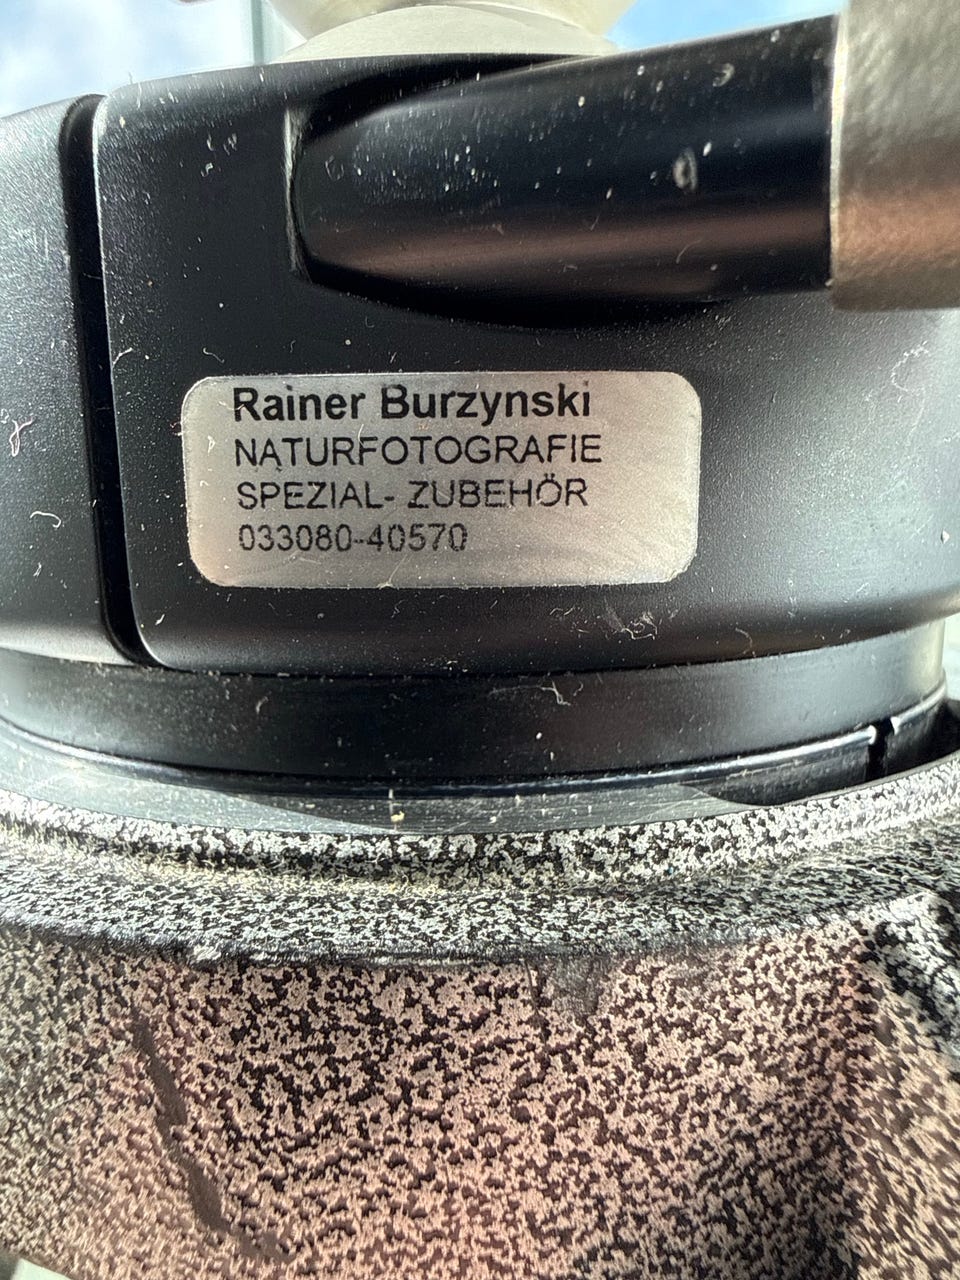 Rainer Burzynski
NATURFOTOGRAFIE
SPEZIAL- ZUBEHÖR
033080-40570